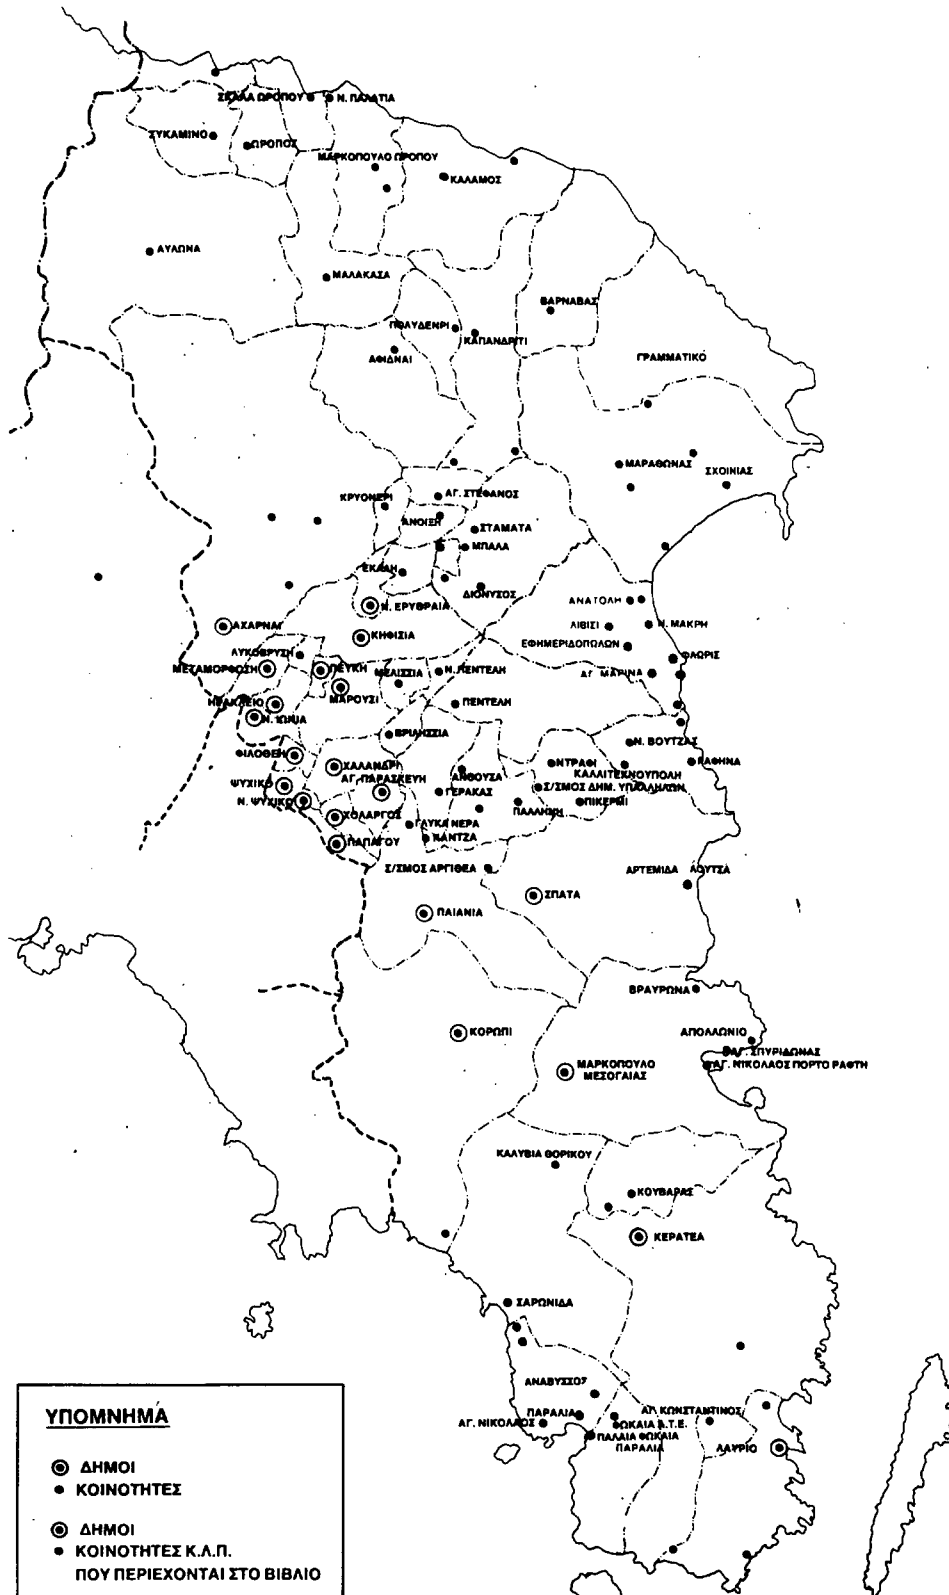 ΣΚΑΛΑ ΩΡΟΠΟΥ
Ν. ΠΑΛΑΤΙΑ
ΣΥΚΑΜΙΝΟ
ΩΡΟΠΟΣ
ΜΑΡΚΟΠΟΥΛΟ ΩΡΟΠΟΥ
ΚΑΛΑΜΟΣ
ΑΥΛΩΝΑ
ΜΑΛΑΚΑΣΑ
ΒΑΡΝΑΒΑΣ
ΠΟΛΥΔΕΝΡΙ
ΚΑΠΑΝΔΡΙΤΙ
ΑΦΙΔΝΑΙ
ΓΡΑΜΜΑΤΙΚΟ
ΜΑΡΑΘΩΝΑΣ
ΣΧΟΙΝΙΑΣ
ΚΡΥΟΝΕΡΙ
ΑΓ. ΣΤΕΦΑΝΟΣ
ΑΝΟΙΞΗ
ΣΤΑΜΑΤΑ
ΜΠΑΛΑ
ΕΚΑΛΗ
ΔΙΟΝΥΣΟΣ
ΑΝΑΤΟΛΗ
Ν. ΕΡΥΘΡΑΙΑ
ΑΧΑΡΝΑΙ
ΛΙΒΙΣΙ
Ν. ΜΑΚΡΗ
ΚΗΦΙΣΙΑ
ΕΦΗΜΕΡΙΔΟΠΩΛΩΝ
ΛΥΚΟΒΡΥΣΗ
ΦΛΩΡΙΣ
ΜΕΤΑΜΟΡΦΩΣΗ
ΠΕΥΚΗ
ΜΕΛΙΣΣΙΑ
Ν. ΠΕΝΤΕΛΗ
ΑΓ. ΜΑΡΙΝΑ
ΜΑΡΟΥΣΙ
ΗΡΑΚΛΕΙΟ
ΠΕΝΤΕΛΗ
Ν. ΙΩΝΙΑ
ΒΡΙΛΗΣΣΙΑ
Ν. ΒΟΥΤΖΑΣ
ΦΙΛΟΘΕΗ
ΧΑΛΑΝΔΡΙ
ΝΤΡΑΦΙ
ΡΑΦΗΝΑ
ΚΑΛΛΙΤΕΧΝΟΥΠΟΛΗ
ΑΓ. ΠΑΡΑΣΚΕΥΗ
ΑΝΘΟΥΣΑ
ΨΥΧΙΚΟ
ΓΕΡΑΚΑΣ
Σ/ΣΜΟΣ ΔΗΜ. ΥΠΑΛΛΗΛΩΝ
Ν. ΨΥΧΙΚΟ
ΠΑΛΛΗΝΗ
ΠΙΚΕΡΜΙ
ΧΟΛΑΡΓΟΣ
ΓΛΥΚΑ ΝΕΡΑ
ΚΑΝΤΖΑ
ΠΑΠΑΓΟΥ
Σ/ΣΜΟΣ ΑΡΓΙΘΕΑ
ΑΡΤΕΜΙΔΑ ΛΟΥΤΣΑ
ΣΠΑΤΑ
ΠΑΙΑΝΙΑ
ΒΡΑΥΡΩΝΑ
ΚΟΡΩΠΙ
ΑΠΟΛΛΩΝΙΟ
ΑΓ. ΣΠΥΡΙΔΩΝΑΣ
ΑΓ. ΝΙΚΟΛΑΟΣ ΠΟΡΤΟ ΡΑΦΤΗ
ΜΑΡΚΟΠΟΥΛΟ
ΜΕΣΟΓΑΙΑΣ
ΚΑΛΥΒΙΑ ΘΟΡΙΚΟΥ
ΚΟΥΒΑΡΑΣ
ΚΕΡΑΤΕΑ
ΣΑΡΩΝΙΔΑ
ΑΝΑΒΥΣΣΟΣ
ΠΑΡΑΛΙΑ
ΑΓ. ΚΩΝΣΤΑΝΤΙΝΟΣ
ΑΓ. ΝΙΚΟΛΑΟΣ
ΦΩΚΑΙΑ Β.Τ.Ε.
ΠΑΛΑΙΑ ΦΩΚΑΙΑ
ΠΑΡΑΛΙΑ
ΛΑΥΡΙΟ
ΥΠΟΜΝΗΜΑ
ΔΗΜΟΙ
ΚΟΙΝΟΤΗΤΕΣ
ΔΗΜΟΙ
ΚΟΙΝΟΤΗΤΕΣ Κ.Λ.Π.
ΠΟΥ ΠΕΡΙΕΧΟΝΤΑΙ ΣΤΟ ΒΙΒΛΙΟ